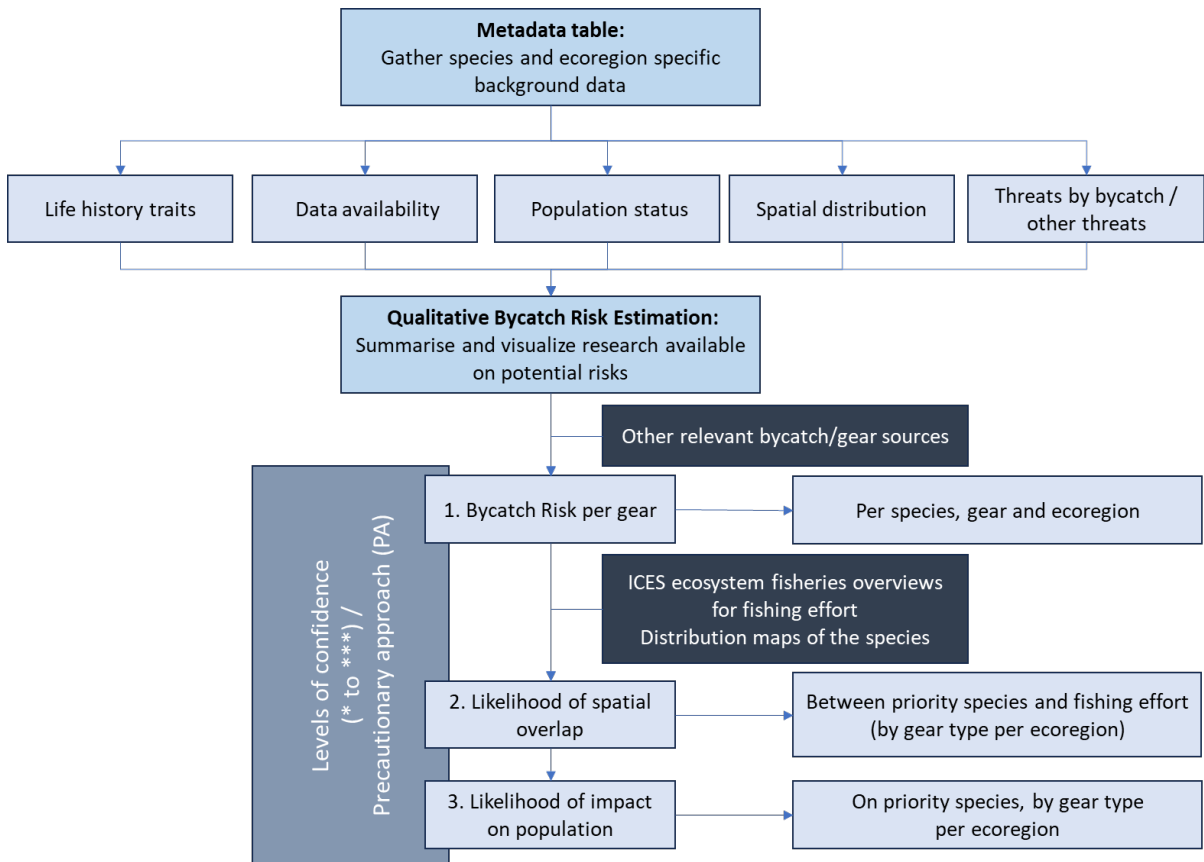 Metadata table:
Gather species and ecoregion specific
background data
Life history traits
Data availability
Population status
Spatial distribution
Threats by bycatch /
other threats
Qualitative Bycatch Risk Estimation:
Summarise and visualize research available
on potential risks
Other relevant bycatch/gear sources
Levels of confidence
(* to ***) /
Precautionary approach (PA)
1. Bycatch Risk per gear
Per species, gear and ecoregion
ICES ecosystem fisheries overviews
for fishing effort
Distribution maps of the species
2. Likelihood of spatial
overlap
Between priority species and fishing effort
(by gear type per ecoregion)
3. Likelihood of impact
on population
On priority species, by gear type
per ecoregion